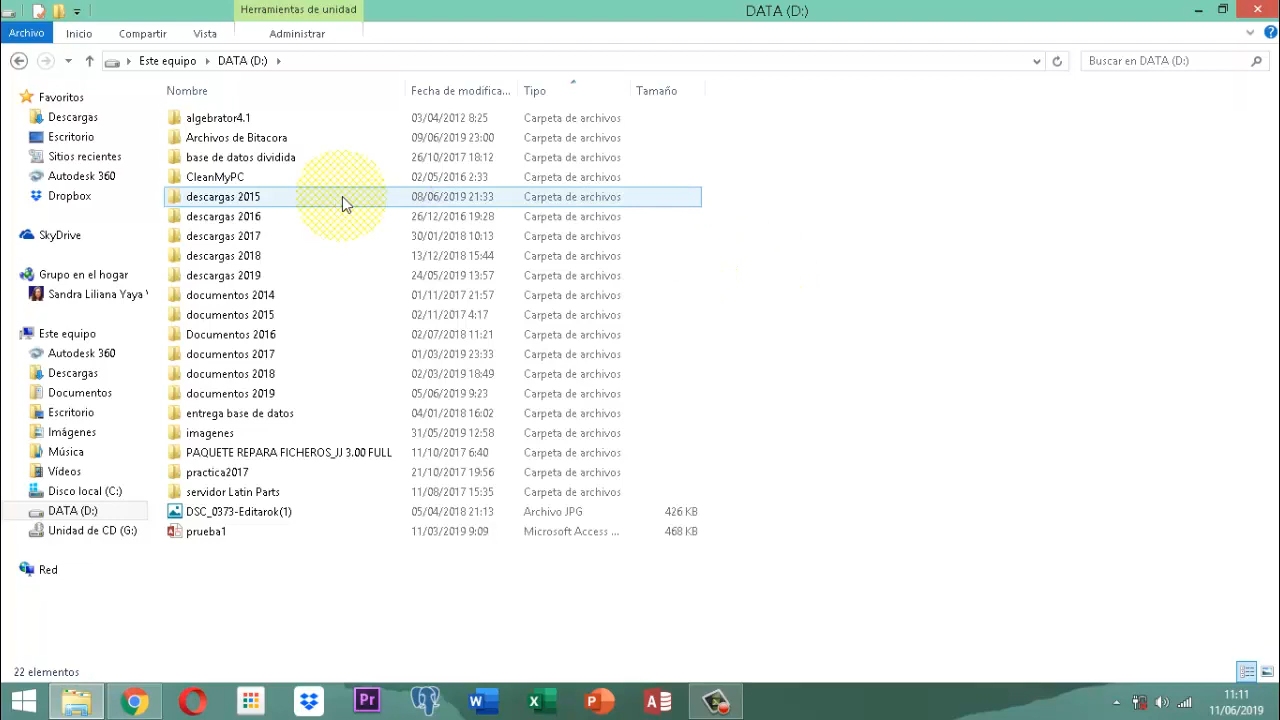 Herramientas de unidad
DATA (D:)
Archivo Inicio Compartir Vista Administrar
Este equipo DATA (D:)
Buscar en DATA (D:)
Nombre Fecha de modifica... Tipo Tamaño
algebrator4.1 03/04/2012 8:25 Carpeta de archivos
Archivos de Bitacora 09/06/2019 23:00 Carpeta de archivos
base de datos dividida 26/10/2017 18:12 Carpeta de archivos
CleanMyPC 02/05/2016 2:33 Carpeta de archivos
descargas 2015 08/06/2019 21:33 Carpeta de archivos
descargas 2016 26/12/2016 19:28 Carpeta de archivos
descargas 2017 30/01/2018 10:13 Carpeta de archivos
descargas 2018 13/12/2018 15:44 Carpeta de archivos
descargas 2019 24/05/2019 13:57 Carpeta de archivos
documentos 2014 01/11/2017 21:57 Carpeta de archivos
documentos 2015 02/11/2017 4:17 Carpeta de archivos
Documentos 2016 02/07/2018 11:21 Carpeta de archivos
documentos 2017 01/03/2019 23:33 Carpeta de archivos
documentos 2018 02/03/2019 18:49 Carpeta de archivos
documentos 2019 05/06/2019 9:23 Carpeta de archivos
entrega base de datos 04/01/2018 16:02 Carpeta de archivos
imagenes 31/05/2019 12:58 Carpeta de archivos
PAQUETE REPARA FICHEROS_JJ 3.00 FULL 11/10/2017 6:40 Carpeta de archivos
practica2017 21/10/2017 19:56 Carpeta de archivos
servidor Latin Parts 11/08/2017 15:35 Carpeta de archivos
DSC_0373-Editarok(1) 05/04/2018 21:13 Archivo JPG 426 KB
prueba1 11/03/2019 9:09 Microsoft Access ... 468 KB
Favoritos
Descargas
Escritorio
Sitios recientes
Autodesk 360
Dropbox
SkyDrive
Grupo en el hogar
Sandra Liliana Yaya
Este equipo
Autodesk 360
Descargas
Documentos
Escritorio
Imágenes
Música
Vídeos
Disco local (C:)
DATA (D:)
Unidad de CD (G:)
Red
22 elementos
11:11
11/06/2019